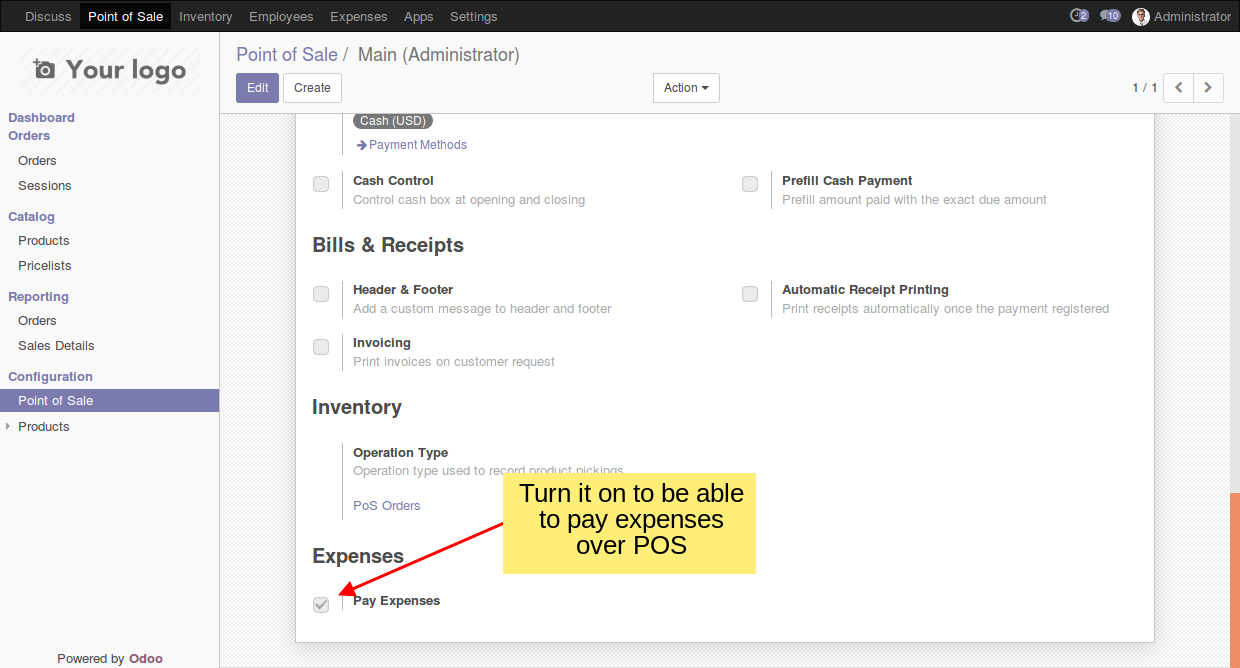 Discuss Point of Sale Inventory Employees Expenses Apps Settings 2 10 Administrator
Your logo
Point of Sale / Main (Administrator)
Edit Create Action 1 / 1
Dashboard
Orders
Orders
Sessions
Catalog
Products
Pricelists
Reporting
Orders
Sales Details
Configuration
Point of Sale
Products
Powered by Odoo
Cash (USD)
Payment Methods
Cash Control
Control cash box at opening and closing
Prefill Cash Payment
Prefill amount paid with the exact due amount
Bills & Receipts
Header & Footer
Add a custom message to header and footer
Automatic Receipt Printing
Print receipts automatically once the payment registered
Invoicing
Print invoices on customer request
Inventory
Operation Type
Operation type used to record product pickings
PoS Orders
Turn it on to be able
to pay expenses
over POS
Expenses
Pay Expenses